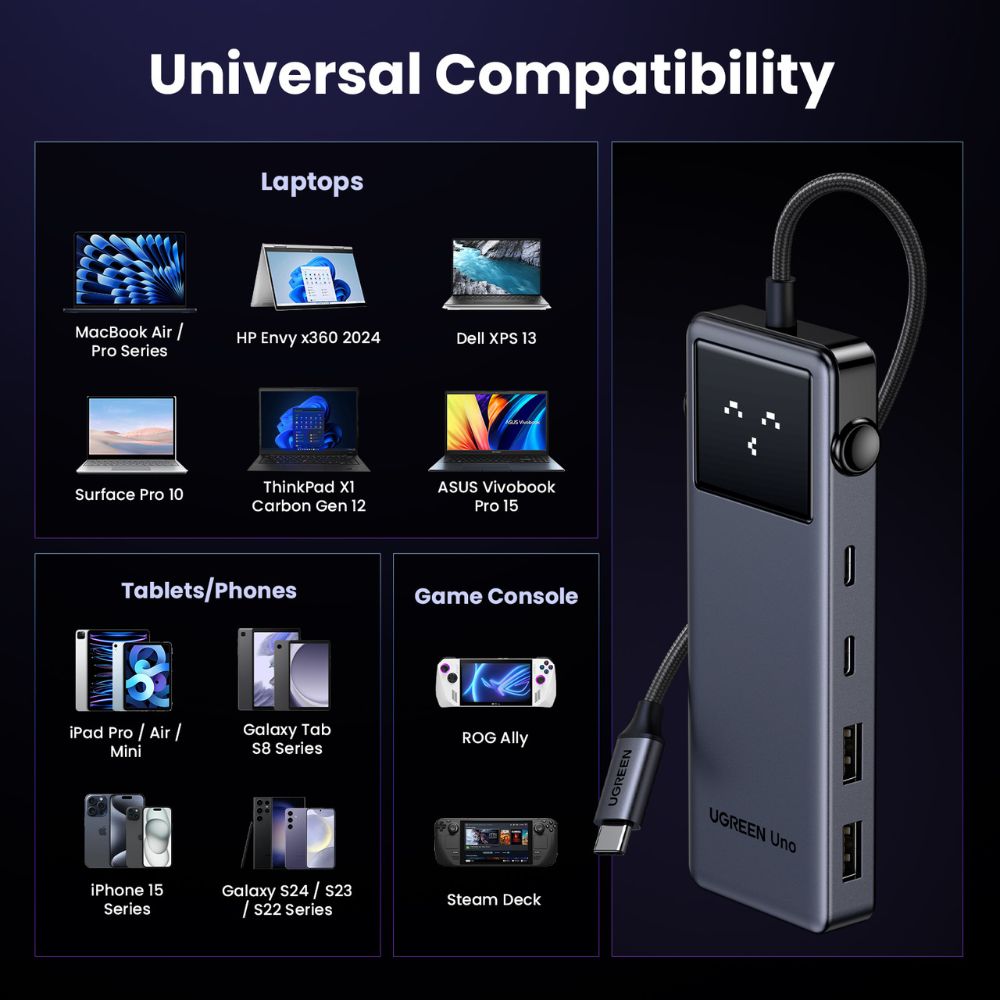 Universal Compatibility
Laptops
MacBook Air /
Pro Series
HP Envy x360 2024
Dell XPS 13
Surface Pro 10
ThinkPad X1
Carbon Gen 12
ASUS Vivobook
ASUS Vivobook
Pro 15
Tablets/Phones
iPad Pro / Air /
Mini
Galaxy Tab
S8 Series
iPhone 15
Series
Galaxy S24 / S23
/ S22 Series
Game Console
ROG Ally
Steam Deck
UGREEN
UGREEN Uno